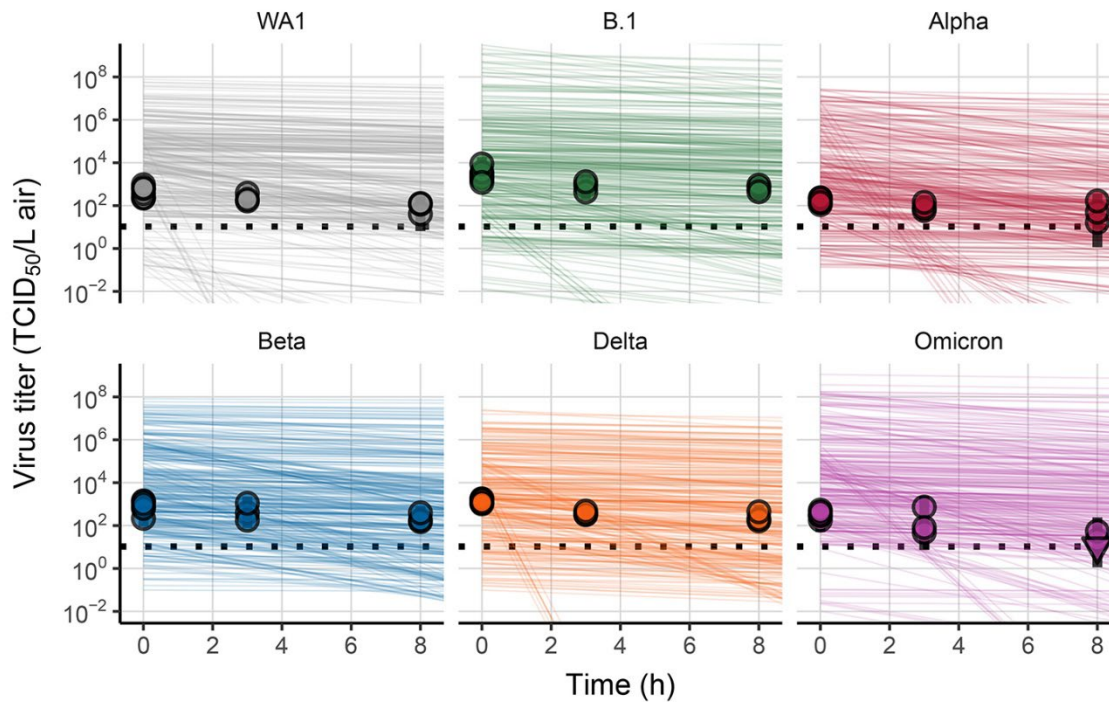 WA1 B.1 Alpha
10⁸
10⁶
10⁴
10²
10⁰
10⁻²
Beta Delta Omicron
10⁸
10⁶
10⁴
10²
10⁰
10⁻²
0 2 4 6 8 0 2 4 6 8 0 2 4 6 8
Time (h)
Virus titer (TCID₅₀/L air)